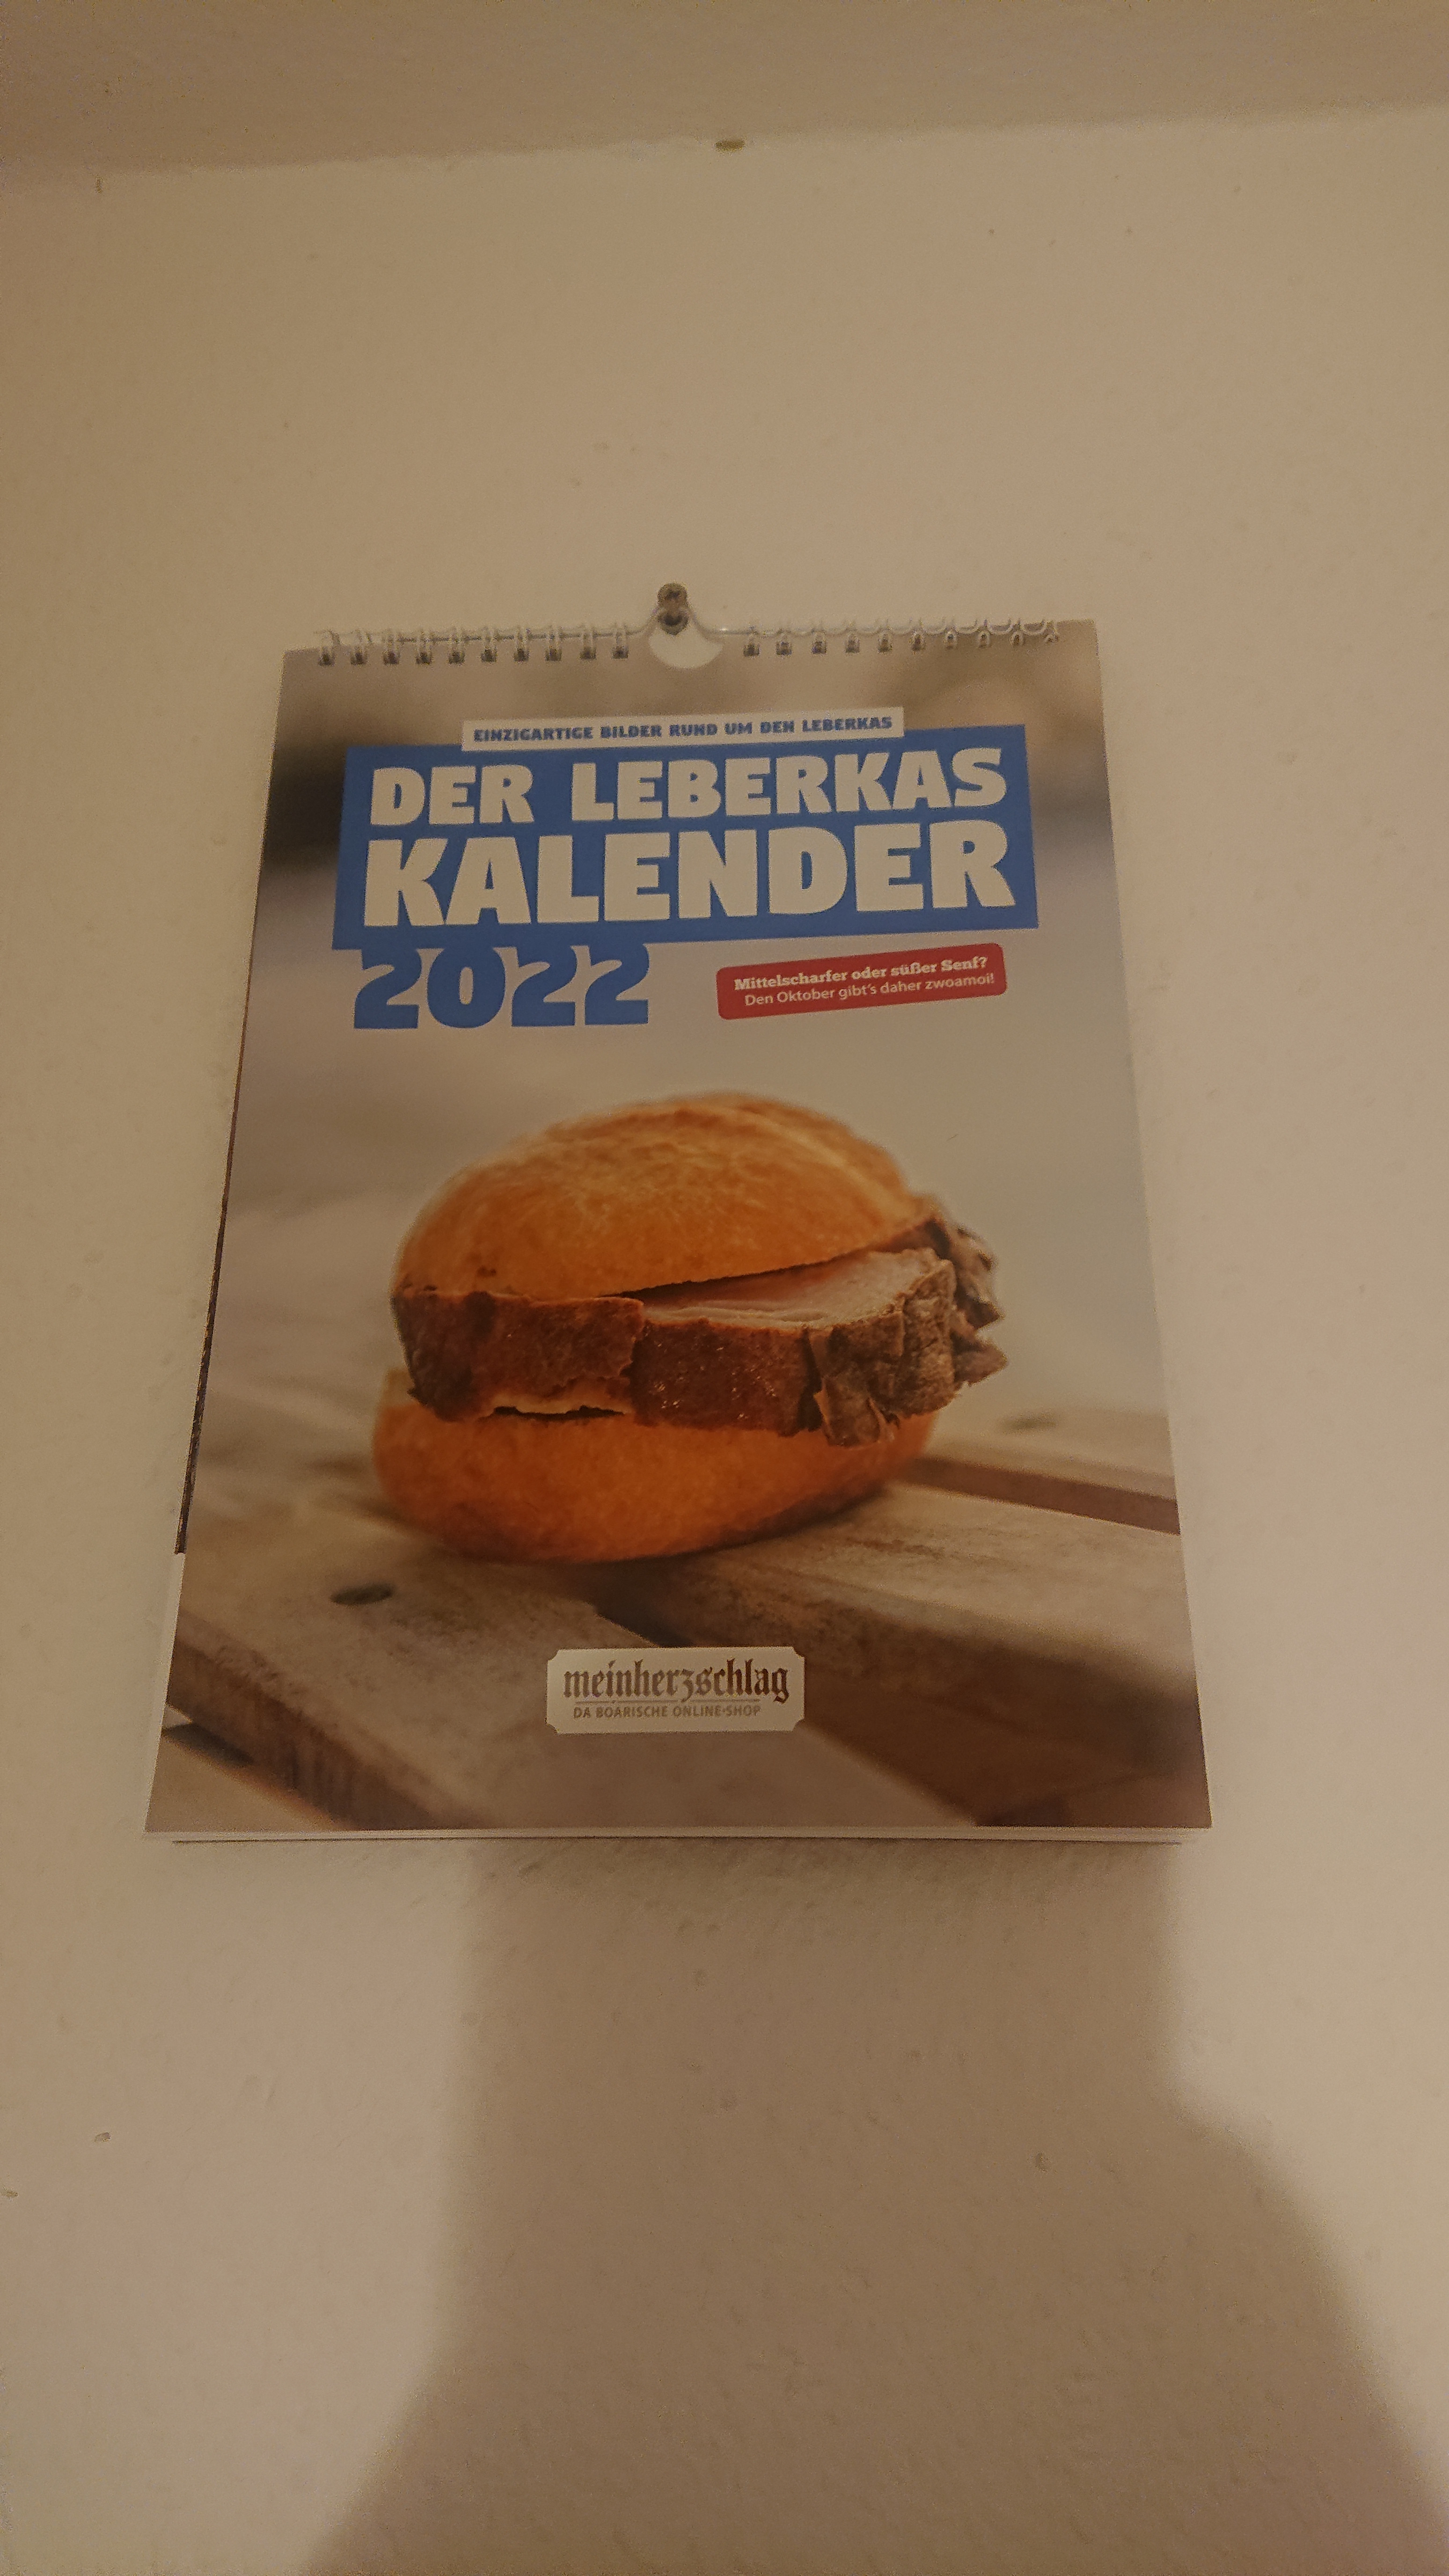 EINZIGARTIGE BILDER RUND UM DEN LEBERKAS
DER LEBERKAS
KALENDER
2022
Mittelscharfer oder süßer Senf?
Den Oktober gibt's daher zwoamoi!
meinherzschlag
DA BOARISCHE ONLINE-SHOP